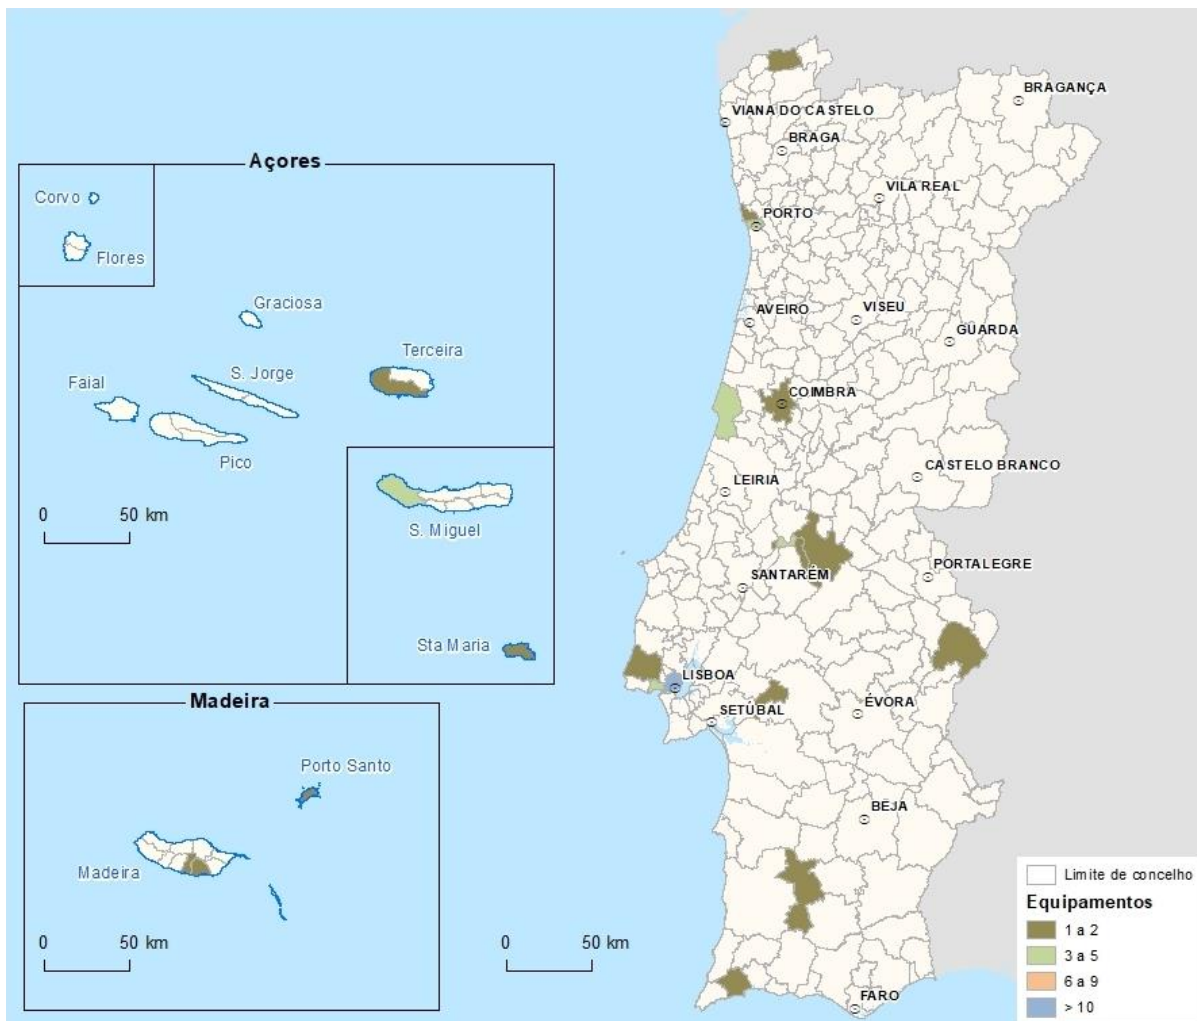 Açores
Corvo
Flores
Graciosa
Terceira
S. Jorge
Faial
Pico
0 50 km
S. Miguel
Sta Maria
Madeira
Porto Santo
Madeira
0 50 km
0 50 km
BRAGANÇA
VIANA DO CASTELO
BRAGA
VILA REAL
PORTO
AVEIRO
VISEU
GUARDA
COIMBRA
CASTELO BRANCO
LEIRIA
PORTALEGRE
SANTARÉM
LISBOA
ÉVORA
SETÚBAL
BEJA
FARO
Limite de concelho
Equipamentos
1 a 2
3 a 5
6 a 9
> 10